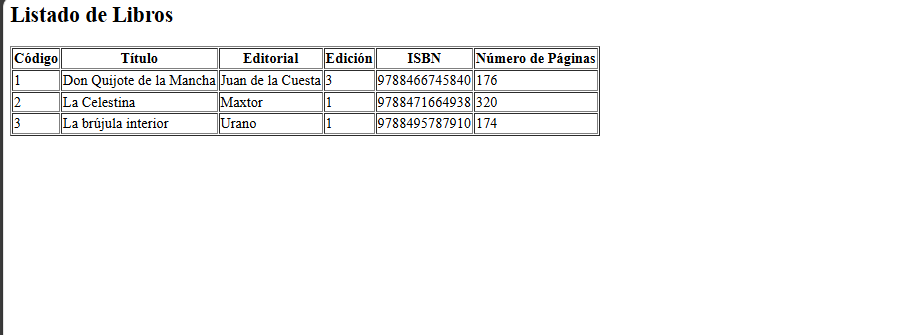 Listado de Libros
Código Título Editorial Edición ISBN Número de Páginas
1 Don Quijote de la Mancha Juan de la Cuesta 3 9788466745840 176
2 La Celestina Maxtor 1 9788471664938 320
3 La brújula interior Urano 1 9788495787910 174